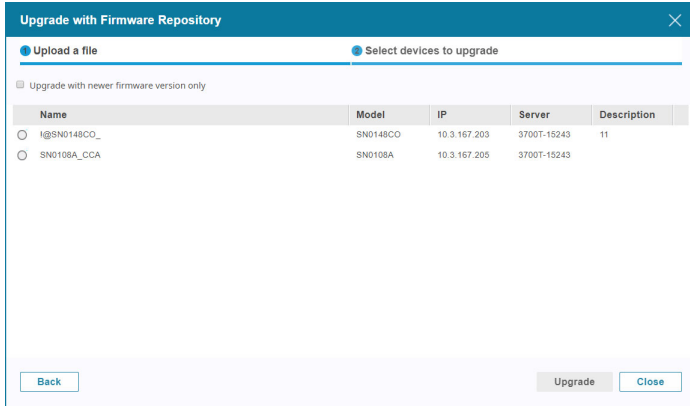 Upgrade with Firmware Repository
1 Upload a file 2 Select devices to upgrade
Upgrade with newer firmware version only
Name Model IP Server Description
!@SN0148CO_ SN0148CO 10.3.167.203 3700T-15243 11
SN0108A_CCA SN0108A 10.3.167.205 3700T-15243
Back Upgrade Close